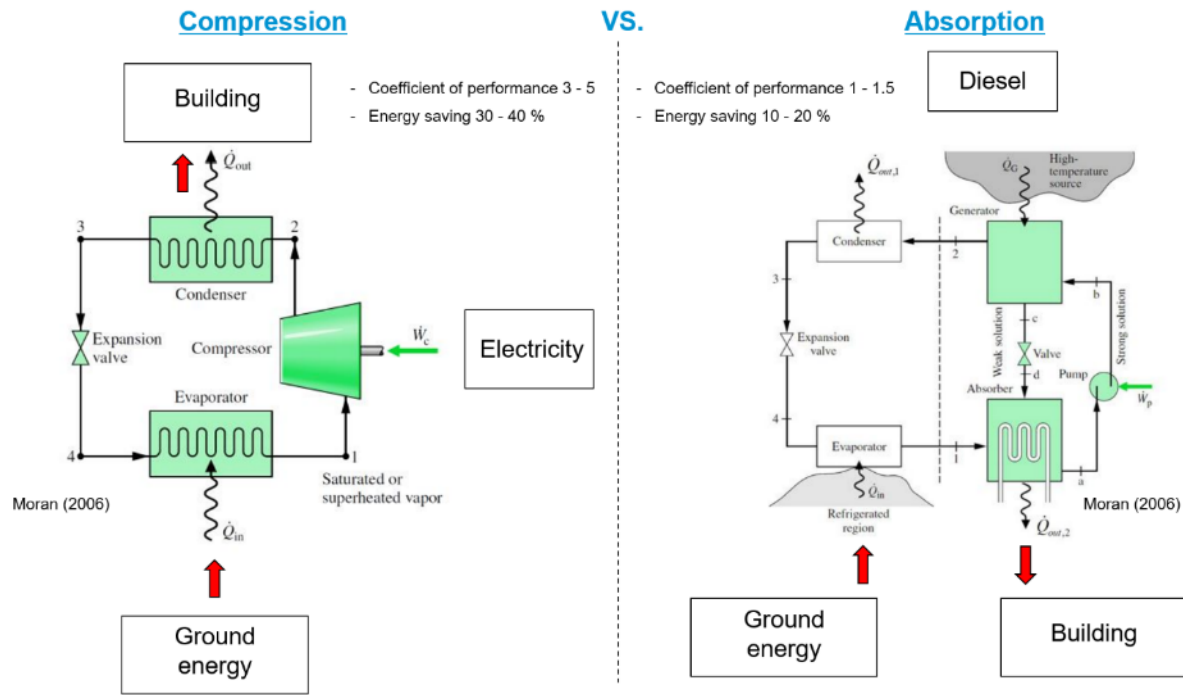 Compression
VS.
Absorption
Building
- Coefficient of performance 3 - 5
- Energy saving 30 - 40 %
Q̇out
3
2
Condenser
Expansion
valve
Compressor
Ẇc
Electricity
Evaporator
4
1
Saturated or
superheated vapor
Moran (2006)
Q̇in
Ground
energy
- Coefficient of performance 1 - 1.5
- Energy saving 10 - 20 %
Diesel
Q̇out,1
Q̇G
High-
temperature
source
Generator
Condenser
2
3
b
c
Expansion
valve
Weak solution
Valve
Strong solution
d
Pump
Absorber
Ẇp
4
Evaporator
1
a
Q̇in
Refrigerated
region
Moran (2006)
Q̇out,2
Ground
energy
Building